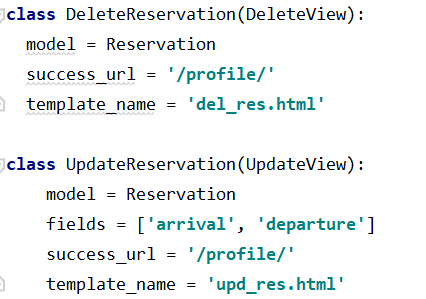 class DeleteReservation(DeleteView):
  model = Reservation
  success_url = '/profile/'
  template_name = 'del_res.html'

class UpdateReservation(UpdateView):
    model = Reservation
    fields = ['arrival', 'departure']
    success_url = '/profile/'
    template_name = 'upd_res.html'